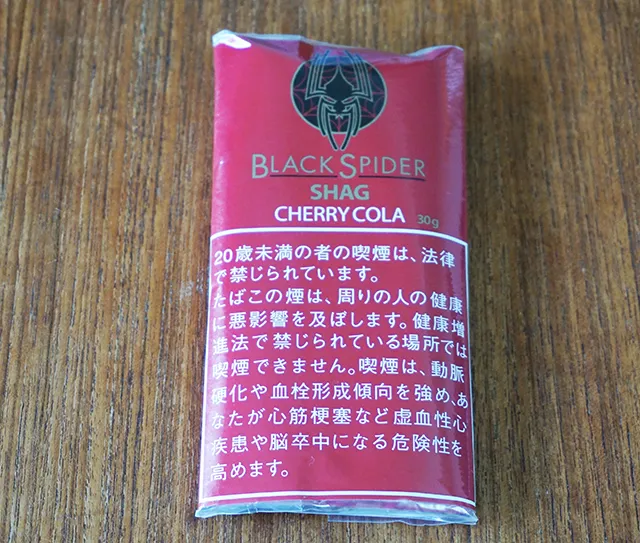 BLACK SPIDER
SHAG
CHERRY COLA 30g
20歳未満の者の喫煙は、法律
で禁じられています。
たばこの煙は、周りの人の健康
に悪影響を及ぼします。健康増
進法で禁じられている場所では
喫煙できません。喫煙は、動脈
硬化や血栓形成傾向を強め、あ
なたが心筋梗塞など虚血性心
疾患や脳卒中になる危険性を
高めます。